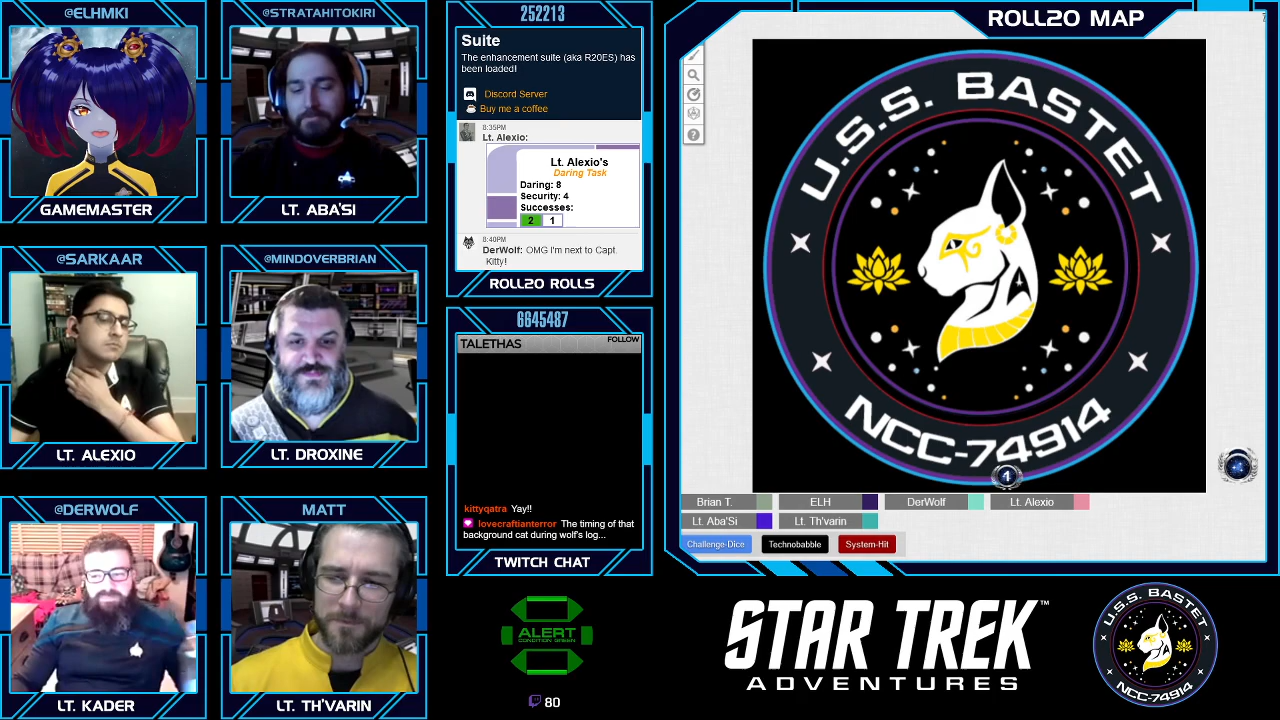 @ELHMKI
GAMEMASTER
@STRATAHITOKIRI
LT. ABA'SI
@SARKAAR
LT. ALEXIO
@MINDOVERBRIAN
LT. DROXINE
@DERWOLF
LT. KADER
MATT
LT. TH'VARIN
252213
Suite
The enhancement suite (aka R20ES) has
been loaded!
Discord Server
Buy me a coffee
8:35PM
Lt. Alexio:
Lt. Alexio's
Daring Task
Daring: 8
Security: 4
Successes:
2 1
8:40PM
DerWolf: OMG I'm next to Capt.
Kitty!
ROLL20 ROLLS
6645487
TALETHAS
FOLLOW
kittyqatra Yay!!
lovecraftianterror The timing of that
background cat during wolf's log...
TWITCH CHAT
ALERT
CONDITION GREEN
80
ROLL20 MAP
U.S.S. BASTET
NCC-74914
Brian T. ELH DerWolf Lt. Alexio
Lt. Aba'Si Lt. Th'varin
Challenge-Dice Technobabble System-Hit
STAR TREK™
ADVENTURES
U.S.S. BASTET
NCC-74914